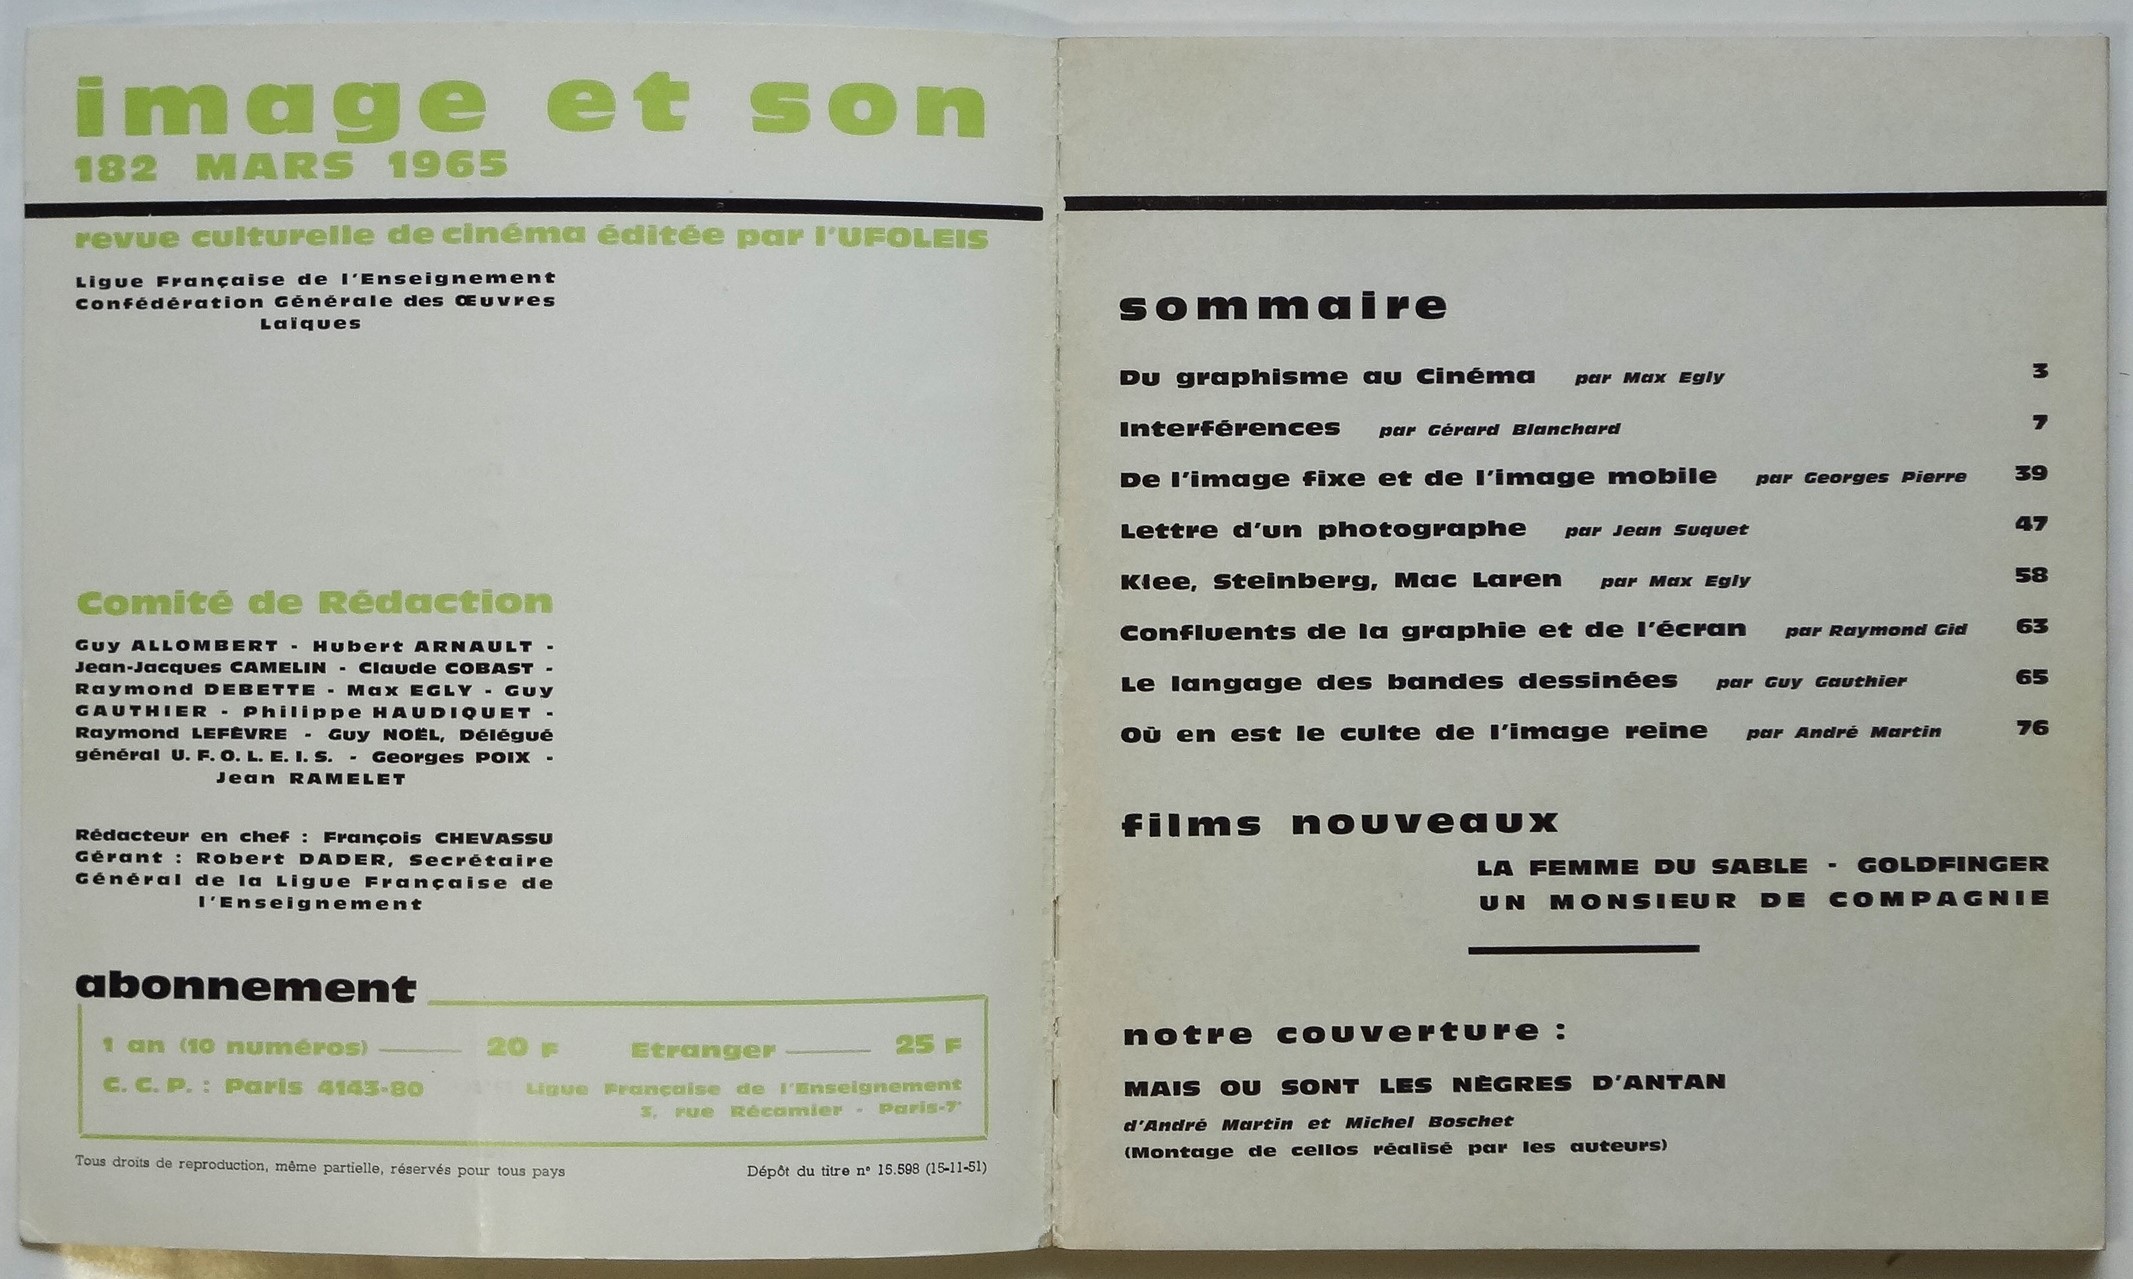 image et son
182 MARS 1965
revue culturelle de cinéma éditée par l'UFOLEIS
Ligue Française de l'Enseignement
Confédération Générale des Œuvres
Laïques
Comité de Rédaction
Guy ALLOMBERT - Hubert ARNAULT -
Jean-Jacques CAMELIN - Claude COBAST -
Raymond DEBETTE - Max EGLY - Guy
GAUTHIER - Philippe HAUDIQUET -
Raymond LEFÈVRE - Guy NOËL, Délégué
général U.F.O.L.E.I.S. - Georges POIX -
Jean RAMELET
Rédacteur en chef : François CHEVASSU
Gérant : Robert DADER, Secrétaire
Général de la Ligue Française de
l'Enseignement
abonnement
1 an (10 numéros) —— 20 F Etranger —— 25 F
C.C.P. : Paris 4143-80 Ligue Française de l'Enseignement
3, rue Récamier - Paris-7e
Tous droits de reproduction, même partielle, réservés pour tous pays Dépôt du titre n° 15.598 (15-11-51)
sommaire
Du graphisme au Cinéma par Max Egly 3
Interférences par Gérard Blanchard 7
De l'image fixe et de l'image mobile par Georges Pierre 39
Lettre d'un photographe par Jean Suquet 47
Klee, Steinberg, Mac Laren par Max Egly 58
Confluents de la graphie et de l'écran par Raymond Gid 63
Le langage des bandes dessinées par Guy Gauthier 65
Où en est le culte de l'image reine par André Martin 76
films nouveaux
LA FEMME DU SABLE - GOLDFINGER
UN MONSIEUR DE COMPAGNIE
notre couverture :
MAIS OU SONT LES NÈGRES D'ANTAN
d'André Martin et Michel Boschet
(Montage de cellos réalisé par les auteurs)